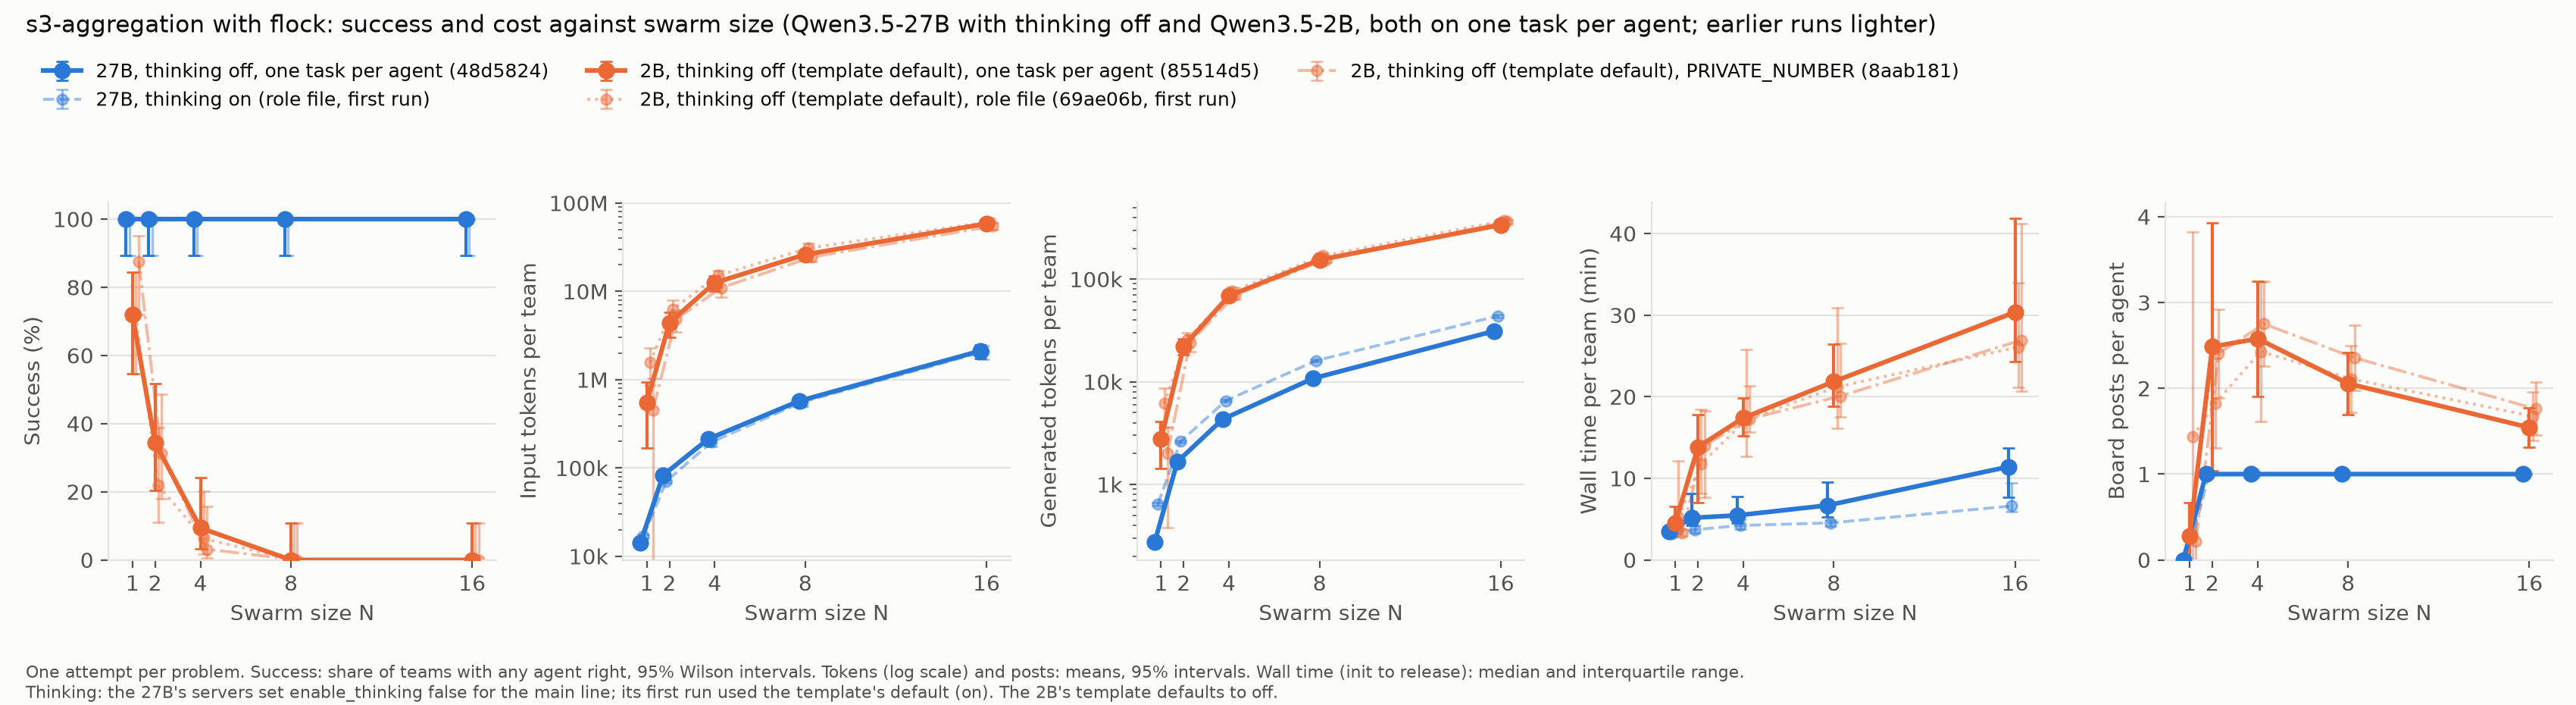 s3-aggregation with flock: success and cost against swarm size (Qwen3.5-27B with thinking off and Qwen3.5-2B, both on one task per agent; earlier runs lighter)
27B, thinking off, one task per agent (48d5824)
2B, thinking off (template default), one task per agent (85514d5)
2B, thinking off (template default), PRIVATE_NUMBER (8aab181)
27B, thinking on (role file, first run)
2B, thinking off (template default), role file (69ae06b, first run)
Success (%)
100
80
60
40
20
0
1 2 4 8 16
Swarm size N
Input tokens per team
100M
10M
1M
100k
10k
1 2 4 8 16
Swarm size N
Generated tokens per team
100k
10k
1k
1 2 4 8 16
Swarm size N
Wall time per team (min)
40
30
20
10
0
1 2 4 8 16
Swarm size N
Board posts per agent
4
3
2
1
0
1 2 4 8 16
Swarm size N
One attempt per problem. Success: share of teams with any agent right, 95% Wilson intervals. Tokens (log scale) and posts: means, 95% intervals. Wall time (init to release): median and interquartile range.
Thinking: the 27B's servers set enable_thinking false for the main line; its first run used the template's default (on). The 2B's template defaults to off.